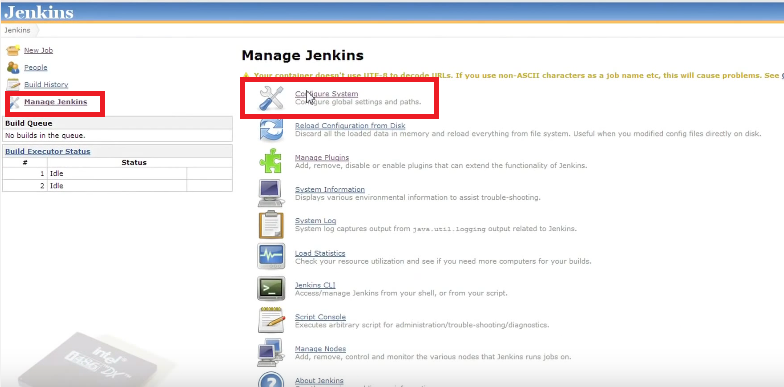 Jenkins
Jenkins
New Job
People
Build History
Manage Jenkins
Build Queue
No builds in the queue.
Build Executor Status
# Status
1 Idle
2 Idle
Manage Jenkins
Your container doesn't use UTF-8 to decode URLs. If you use non-ASCII characters as a job name etc, this will cause problems. See
Configure System
Configure global settings and paths.
Reload Configuration from Disk
Discard all the loaded data in memory and reload everything from file system. Useful when you modified config files directly on disk.
Manage Plugins
Add, remove, disable or enable plugins that can extend the functionality of Jenkins.
System Information
Displays various environmental information to assist trouble-shooting.
System Log
System log captures output from java.util.logging output related to Jenkins.
Load Statistics
Check your resource utilization and see if you need more computers for your builds.
Jenkins CLI
Access/manage Jenkins from your shell, or from your script.
Script Console
Executes arbitrary script for administration/trouble-shooting/diagnostics.
Manage Nodes
Add, remove, control and monitor the various nodes that Jenkins runs jobs on.
About Jenkins
intel